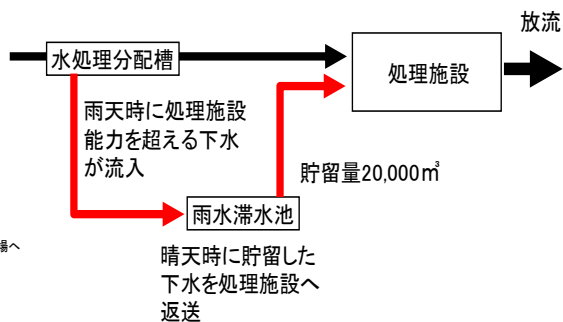 放流
水処理分配槽
処理施設
雨天時に処理施設
能力を超える下水
が流入
貯留量20,000㎥
雨水滞水池
場へ
晴天時に貯留した
下水を処理施設へ
返送